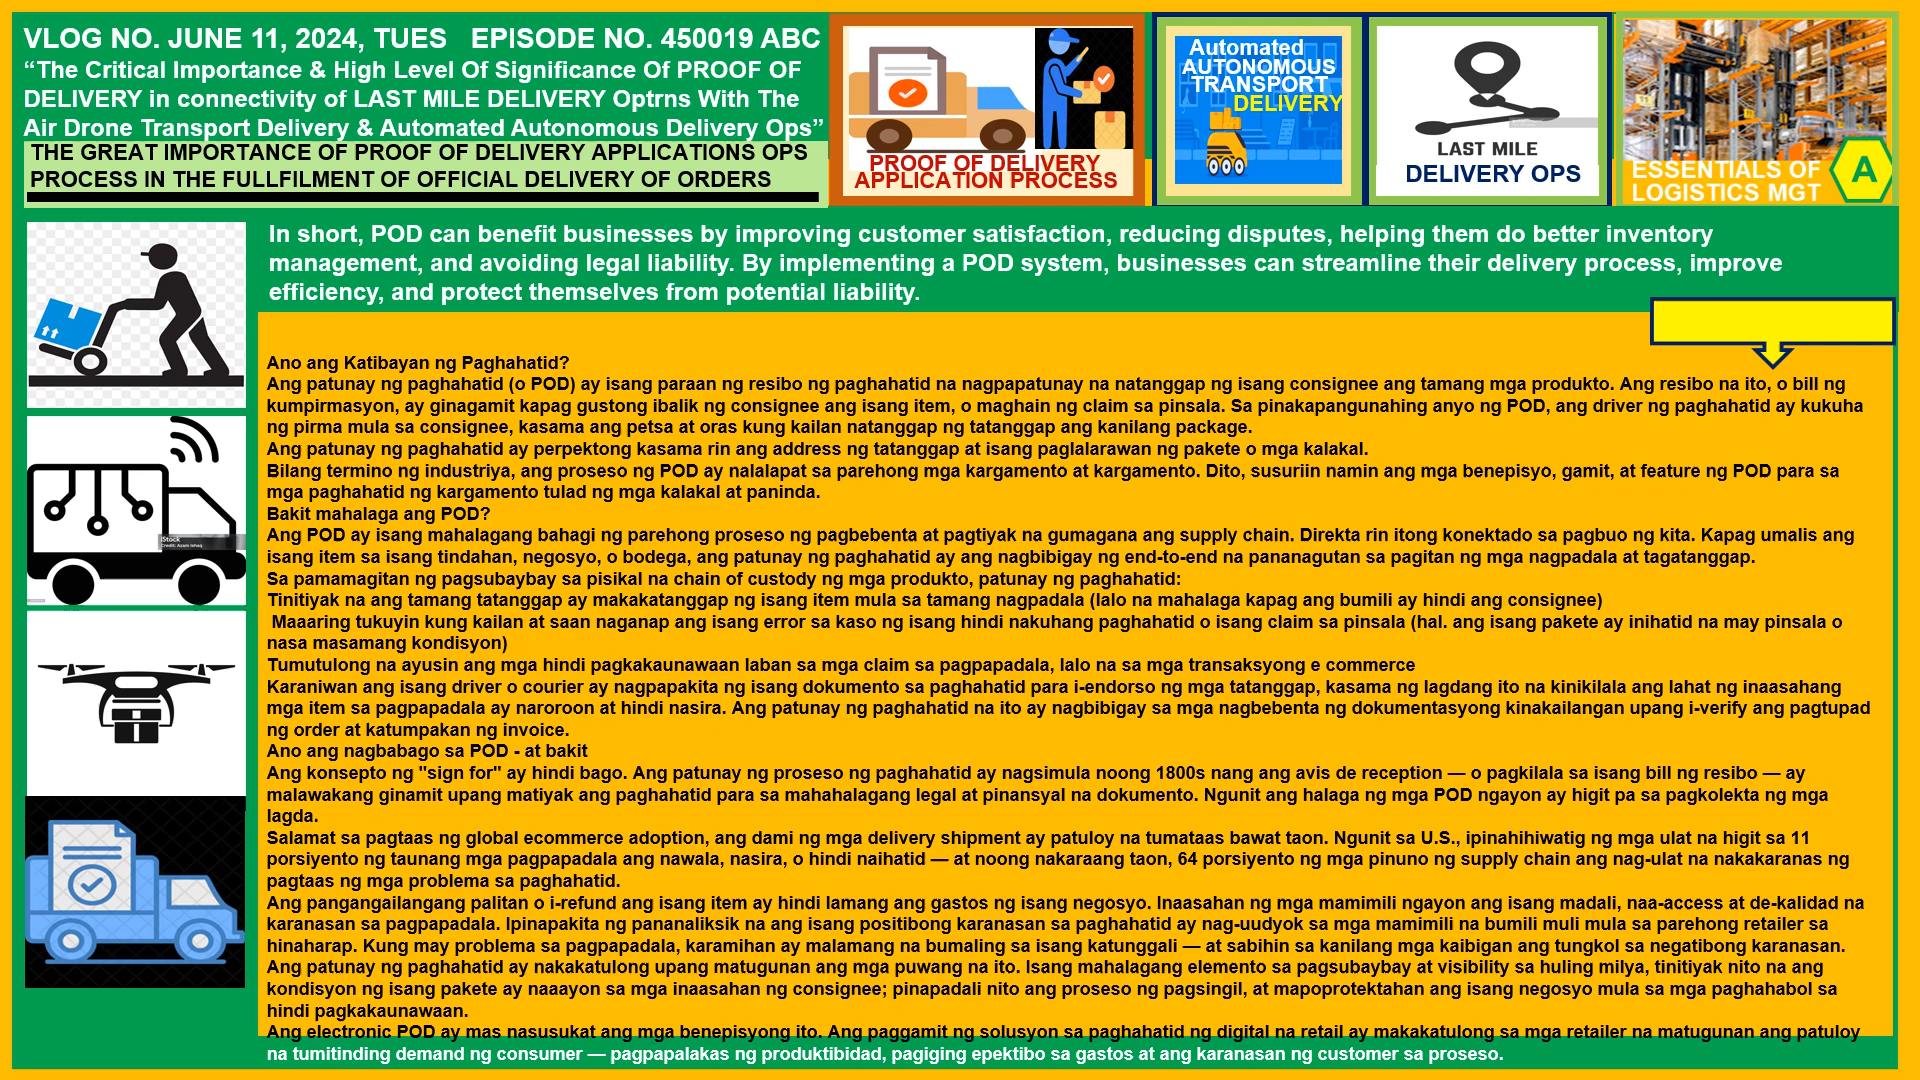 VLOG NO. JUNE 11, 2024, TUES   EPISODE NO. 450019 ABC
“The Critical Importance & High Level Of Significance Of PROOF OF
DELIVERY in connectivity of LAST MILE DELIVERY Optrns With The
Air Drone Transport Delivery & Automated Autonomous Delivery Ops”
THE GREAT IMPORTANCE OF PROOF OF DELIVERY APPLICATIONS OPS
PROCESS IN THE FULLFILMENT OF OFFICIAL DELIVERY OF ORDERS
PROOF OF DELIVERY
APPLICATION PROCESS
Automated
AUTONOMOUS
TRANSPORT
DELIVERY
LAST MILE
DELIVERY OPS
ESSENTIALS OF
LOGISTICS MGT
A
In short, POD can benefit businesses by improving customer satisfaction, reducing disputes, helping them do better inventory
management, and avoiding legal liability. By implementing a POD system, businesses can streamline their delivery process, improve
efficiency, and protect themselves from potential liability.
Ano ang Katibayan ng Paghahatid?
Ang patunay ng paghahatid (o POD) ay isang paraan ng resibo ng paghahatid na nagpapatunay na natanggap ng isang consignee ang tamang mga produkto. Ang resibo na ito, o bill ng
kumpirmasyon, ay ginagamit kapag gustong ibalik ng consignee ang isang item, o maghain ng claim sa pinsala. Sa pinakapangunahing anyo ng POD, ang driver ng paghahatid ay kukuha
ng pirma mula sa consignee, kasama ang petsa at oras kung kailan natanggap ng tatanggap ang kanilang package.
Ang patunay ng paghahatid ay perpektong kasama rin ang address ng tatanggap at isang paglalarawan ng pakete o mga kalakal.
Bilang termino ng industriya, ang proseso ng POD ay nalalapat sa parehong mga kargamento at kargamento. Dito, susuriin namin ang mga benepisyo, gamit, at feature ng POD para sa
mga paghahatid ng kargamento tulad ng mga kalakal at paninda.
Bakit mahalaga ang POD?
Ang POD ay isang mahalagang bahagi ng parehong proseso ng pagbebenta at pagtiyak na gumagana ang supply chain. Direkta rin itong konektado sa pagbuo ng kita. Kapag umalis ang
isang item sa isang tindahan, negosyo, o bodega, ang patunay ng paghahatid ay ang nagbibigay ng end-to-end na pananagutan sa pagitan ng mga nagpadala at tagatanggap.
Sa pamamagitan ng pagsubaybay sa pisikal na chain of custody ng mga produkto, patunay ng paghahatid:
Tinitiyak na ang tamang tatanggap ay makakatanggap ng isang item mula sa tamang nagpadala (lalo na mahalaga kapag ang bumili ay hindi ang consignee)
Maaaring tukuyin kung kailan at saan naganap ang isang error sa kaso ng isang hindi nakuhang paghahatid o isang claim sa pinsala (hal. ang isang pakete ay inihatid na may pinsala o
nasa masamang kondisyon)
Tumutulong na ayusin ang mga hindi pagkakaunawaan laban sa mga claim sa pagpapadala, lalo na sa mga transaksyong e commerce
Karaniwan ang isang driver o courier ay nagpapakita ng isang dokumento sa paghahatid para i-endorso ng mga tatanggap, kasama ng lagdang ito na kinikilala ang lahat ng inaasahang
mga item sa pagpapadala ay naroroon at hindi nasira. Ang patunay ng paghahatid na ito ay nagbibigay sa mga nagbebenta ng dokumentasyong kinakailangan upang i-verify ang pagtupad
ng order at katumpakan ng invoice.
Ano ang nagbabago sa POD - at bakit
Ang konsepto ng "sign for" ay hindi bago. Ang patunay ng proseso ng paghahatid ay nagsimula noong 1800s nang ang avis de reception — o pagkilala sa isang bill ng resibo — ay
malawakang ginamit upang matiyak ang paghahatid para sa mahahalagang legal at pinansyal na dokumento. Ngunit ang halaga ng mga POD ngayon ay higit pa sa pagkolekta ng mga
lagda.
Salamat sa pagtaas ng global ecommerce adoption, ang dami ng mga delivery shipment ay patuloy na tumataas bawat taon. Ngunit sa U.S., ipinahihiwatig ng mga ulat na higit sa 11
porsiyento ng taunang mga pagpapadala ang nawala, nasira, o hindi naihatid — at noong nakaraang taon, 64 porsiyento ng mga pinuno ng supply chain ang nag-ulat na nakakaranas ng
pagtaas ng mga problema sa paghahatid.
Ang pangangailangang palitan o i-refund ang isang item ay hindi lamang ang gastos ng isang negosyo. Inaasahan ng mga mamimili ngayon ang isang madali, naa-access at de-kalidad na
karanasan sa pagpapadala. Ipinapakita ng pananaliksik na ang isang positibong karanasan sa paghahatid ay nag-uudyok sa mga mamimili na bumili muli mula sa parehong retailer sa
hinaharap. Kung may problema sa pagpapadala, karamihan ay malamang na bumaling sa isang katunggali — at sabihin sa kanilang mga kaibigan ang tungkol sa negatibong karanasan.
Ang patunay ng paghahatid ay nakakatulong upang matugunan ang mga puwang na ito. Isang mahalagang elemento sa pagsubaybay at visibility sa huling milya, tinitiyak nito na ang
kondisyon ng isang pakete ay naaayon sa mga inaasahan ng consignee; pinapadali nito ang proseso ng pagsingil, at mapoprotektahan ang isang negosyo mula sa mga paghahabol sa
hindi pagkakaunawaan.
Ang electronic POD ay mas nasusukat ang mga benepisyong ito. Ang paggamit ng solusyon sa paghahatid ng digital na retail ay makakatulong sa mga retailer na matugunan ang patuloy
na tumitinding demand ng consumer — pagpapalakas ng produktibidad, pagiging epektibo sa gastos at ang karanasan ng customer sa proseso.
iStock